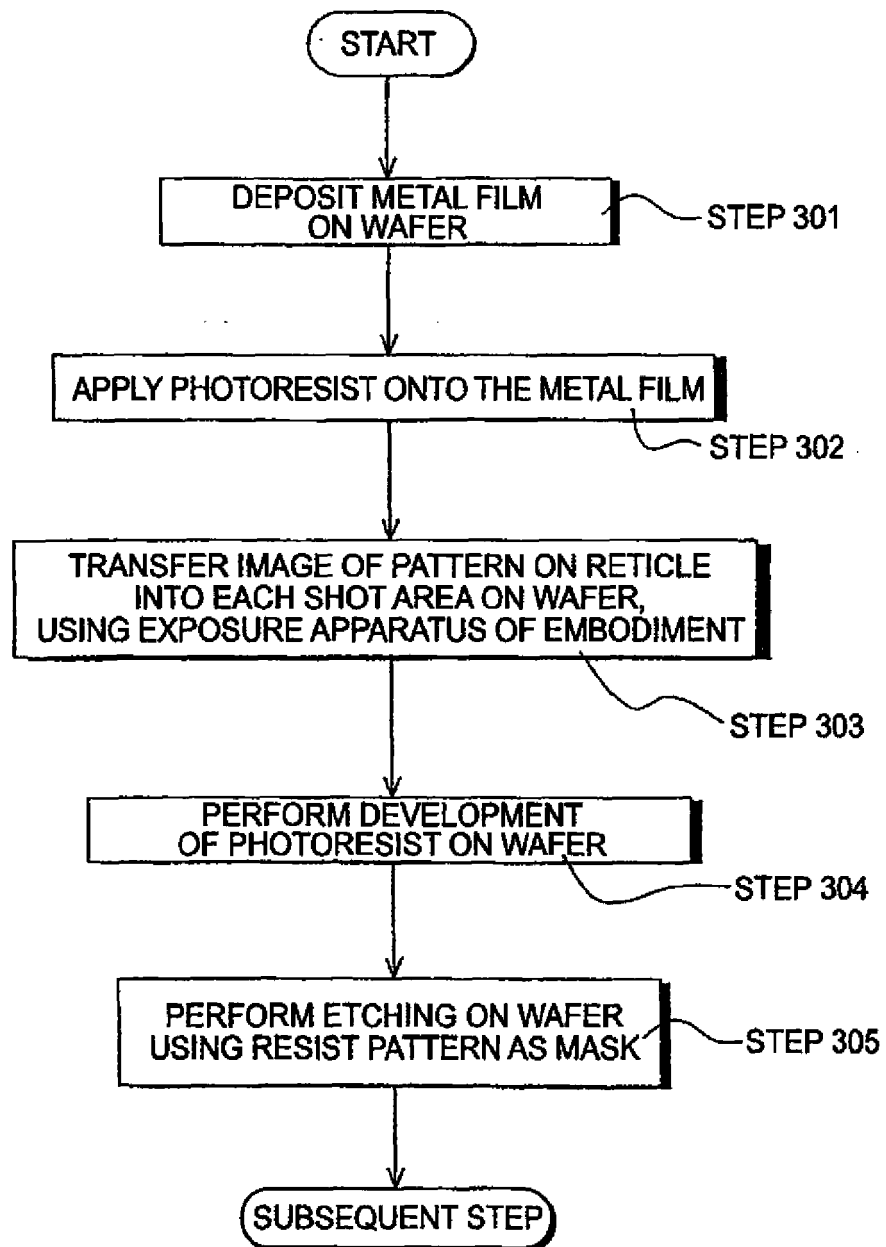 START
DEPOSIT METAL FILM
ON WAFER
STEP 301
APPLY PHOTORESIST ONTO THE METAL FILM
STEP 302
TRANSFER IMAGE OF PATTERN ON RETICLE
INTO EACH SHOT AREA ON WAFER,
USING EXPOSURE APPARATUS OF EMBODIMENT
STEP 303
PERFORM DEVELOPMENT
OF PHOTORESIST ON WAFER
STEP 304
PERFORM ETCHING ON WAFER
USING RESIST PATTERN AS MASK
STEP 305
SUBSEQUENT STEP